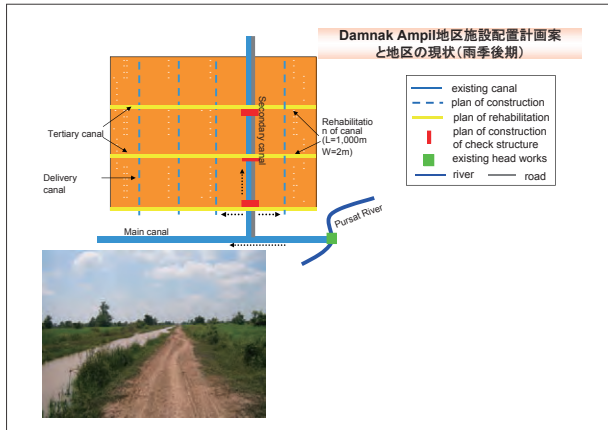 Damnak Ampil地区施設配置計画案
と地区の現状(雨季後期)
existing canal
plan of construction
plan of rehabilitation
plan of construction
of check structure
existing head works
river
road
Secondary canal
Tertiary canal
Rehabilitatio
n of canal
(L=1,000m
W=2m)
Delivery
canal
Main canal
Pursat River